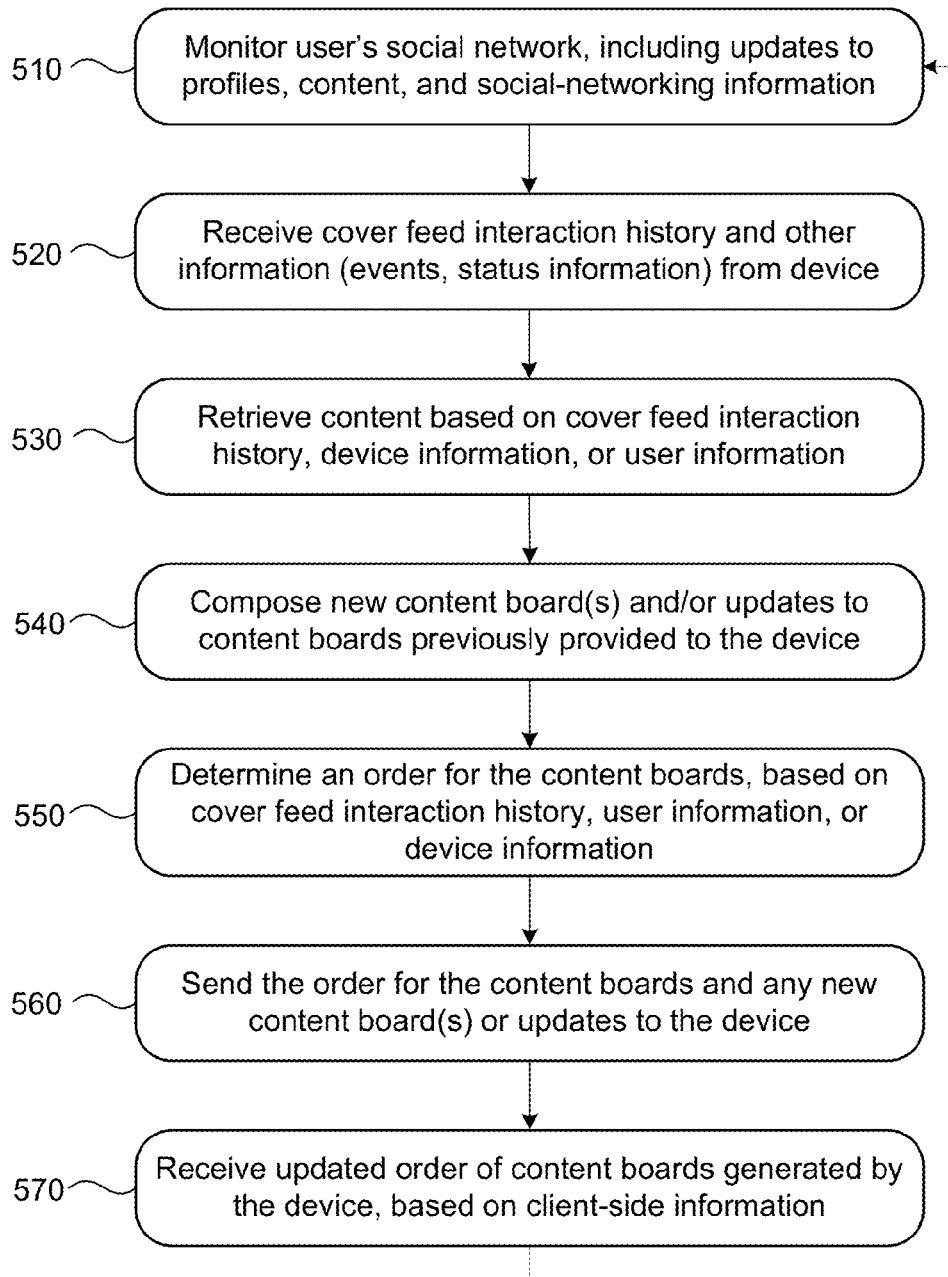 510
Monitor user's social network, including updates to
profiles, content, and social-networking information
520
Receive cover feed interaction history and other
information (events, status information) from device
530
Retrieve content based on cover feed interaction
history, device information, or user information
540
Compose new content board(s) and/or updates to
content boards previously provided to the device
550
Determine an order for the content boards, based on
cover feed interaction history, user information, or
device information
560
Send the order for the content boards and any new
content board(s) or updates to the device
570
Receive updated order of content boards generated by
the device, based on client-side information